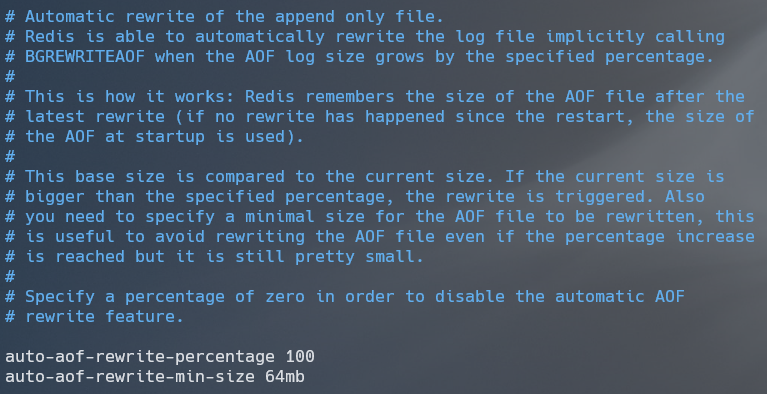 # Automatic rewrite of the append only file.
# Redis is able to automatically rewrite the log file implicitly calling
# BGREWRITEAOF when the AOF log size grows by the specified percentage.
#
# This is how it works: Redis remembers the size of the AOF file after the
# latest rewrite (if no rewrite has happened since the restart, the size of
# the AOF at startup is used).
#
# This base size is compared to the current size. If the current size is
# bigger than the specified percentage, the rewrite is triggered. Also
# you need to specify a minimal size for the AOF file to be rewritten, this
# is useful to avoid rewriting the AOF file even if the percentage increase
# is reached but it is still pretty small.
#
# Specify a percentage of zero in order to disable the automatic AOF
# rewrite feature.

auto-aof-rewrite-percentage 100
auto-aof-rewrite-min-size 64mb